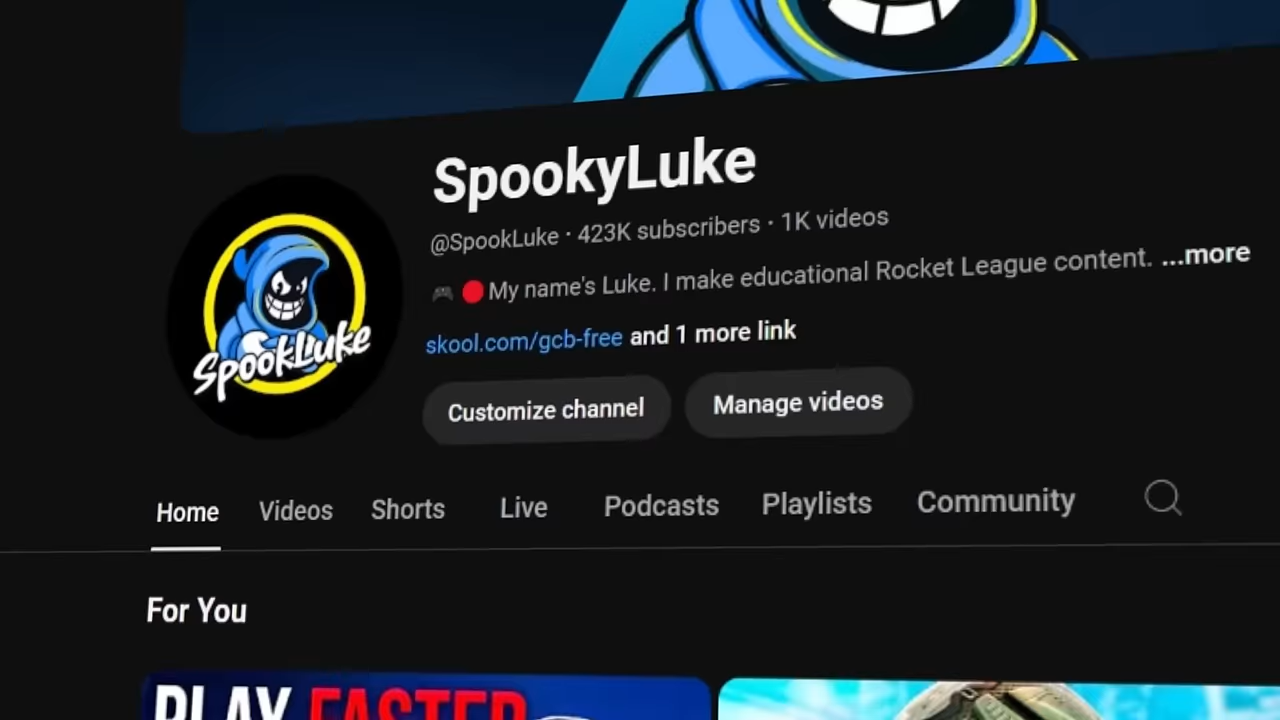 SpookyLuke
@SpookLuke · 423K subscribers · 1K videos
🎮 🔴 My name's Luke. I make educational Rocket League content. ...more
skool.com/gcb-free and 1 more link
SpookLuke
Customize channel Manage videos
Home Videos Shorts Live Podcasts Playlists Community
For You
PLAY FASTER